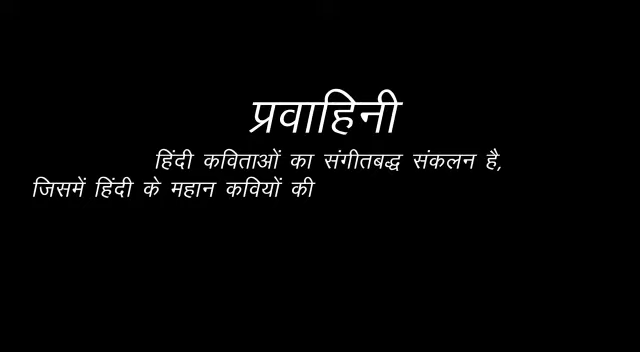 प्रवाहिनी
हिंदी कविताओं का संगीतबद्ध संकलन है,
जिसमें हिंदी के महान कवियों की